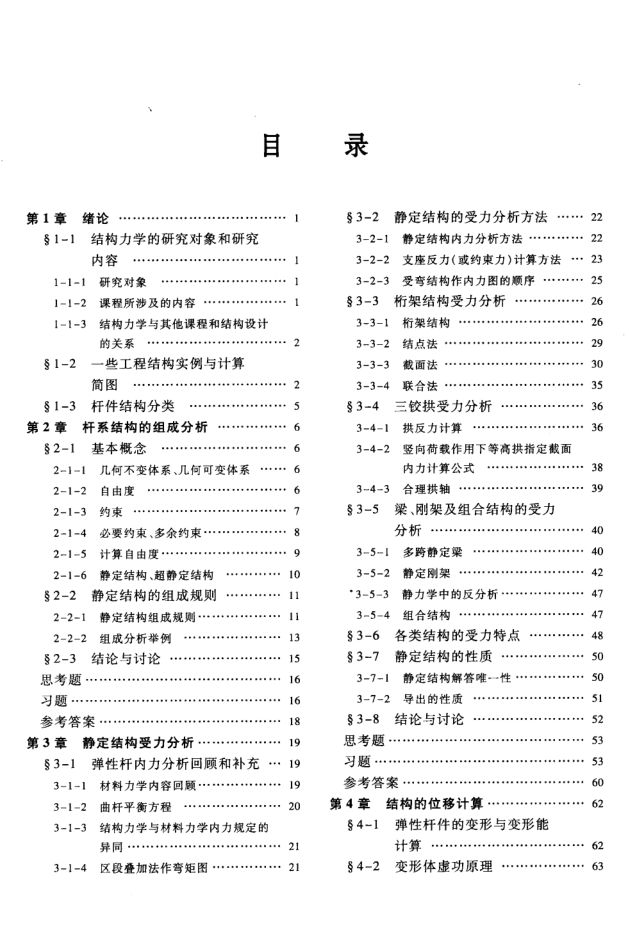 目 录
第1章 绪论 …………………………… 1
§1-1 结构力学的研究对象和研究
内容 …………………………… 1
1-1-1 研究对象 …………………… 1
1-1-2 课程所涉及的内容 ……………… 1
1-1-3 结构力学与其他课程和结构设计
的关系 ………………………… 2
§1-2 一些工程结构实例与计算
简图 …………………………… 2
§1-3 杆件结构分类 ………………… 5
第2章 杆系结构的组成分析 …………… 6
§2-1 基本概念 ……………………… 6
2-1-1 几何不变体系、几何可变体系 …… 6
2-1-2 自由度 ………………………… 6
2-1-3 约束 …………………………… 7
2-1-4 必要约束、多余约束 …………… 8
2-1-5 计算自由度 …………………… 9
2-1-6 静定结构、超静定结构 ………… 10
§2-2 静定结构的组成规则 ………… 11
2-2-1 静定结构组成规则 …………… 11
2-2-2 组成分析举例 ………………… 13
§2-3 结论与讨论 …………………… 15
思考题 ………………………………… 16
习题 …………………………………… 16
参考答案 ……………………………… 18
第3章 静定结构受力分析 …………… 19
§3-1 弹性杆内力分析回顾和补充 … 19
3-1-1 材料力学内容回顾 …………… 19
3-1-2 曲杆平衡方程 ………………… 20
3-1-3 结构力学与材料力学内力规定的
异同 …………………………… 21
3-1-4 区段叠加法作弯矩图 ………… 21
§3-2 静定结构的受力分析方法 …… 22
3-2-1 静定结构内力分析方法 ……… 22
3-2-2 支座反力(或约束力)计算方法 … 23
3-2-3 受弯结构作内力图的顺序 …… 25
§3-3 桁架结构受力分析 …………… 26
3-3-1 桁架结构 ……………………… 26
3-3-2 结点法 ………………………… 29
3-3-3 截面法 ………………………… 30
3-3-4 联合法 ………………………… 35
§3-4 三铰拱受力分析 ……………… 36
3-4-1 拱反力计算 …………………… 36
3-4-2 竖向荷载作用下等高拱指定截面
内力计算公式 ………………… 38
3-4-3 合理拱轴 ……………………… 39
§3-5 梁、刚架及组合结构的受力
分析 …………………………… 40
3-5-1 多跨静定梁 …………………… 40
3-5-2 静定刚架 ……………………… 42
*3-5-3 静力学中的反分析 …………… 47
3-5-4 组合结构 ……………………… 47
§3-6 各类结构的受力特点 ………… 48
§3-7 静定结构的性质 ……………… 50
3-7-1 静定结构解答唯一性 ………… 50
3-7-2 导出的性质 …………………… 51
§3-8 结论与讨论 …………………… 52
思考题 ………………………………… 53
习题 …………………………………… 53
参考答案 ……………………………… 60
第4章 结构的位移计算 ……………… 62
§4-1 弹性杆件的变形与变形能
计算 …………………………… 62
§4-2 变形体虚功原理 ……………… 63